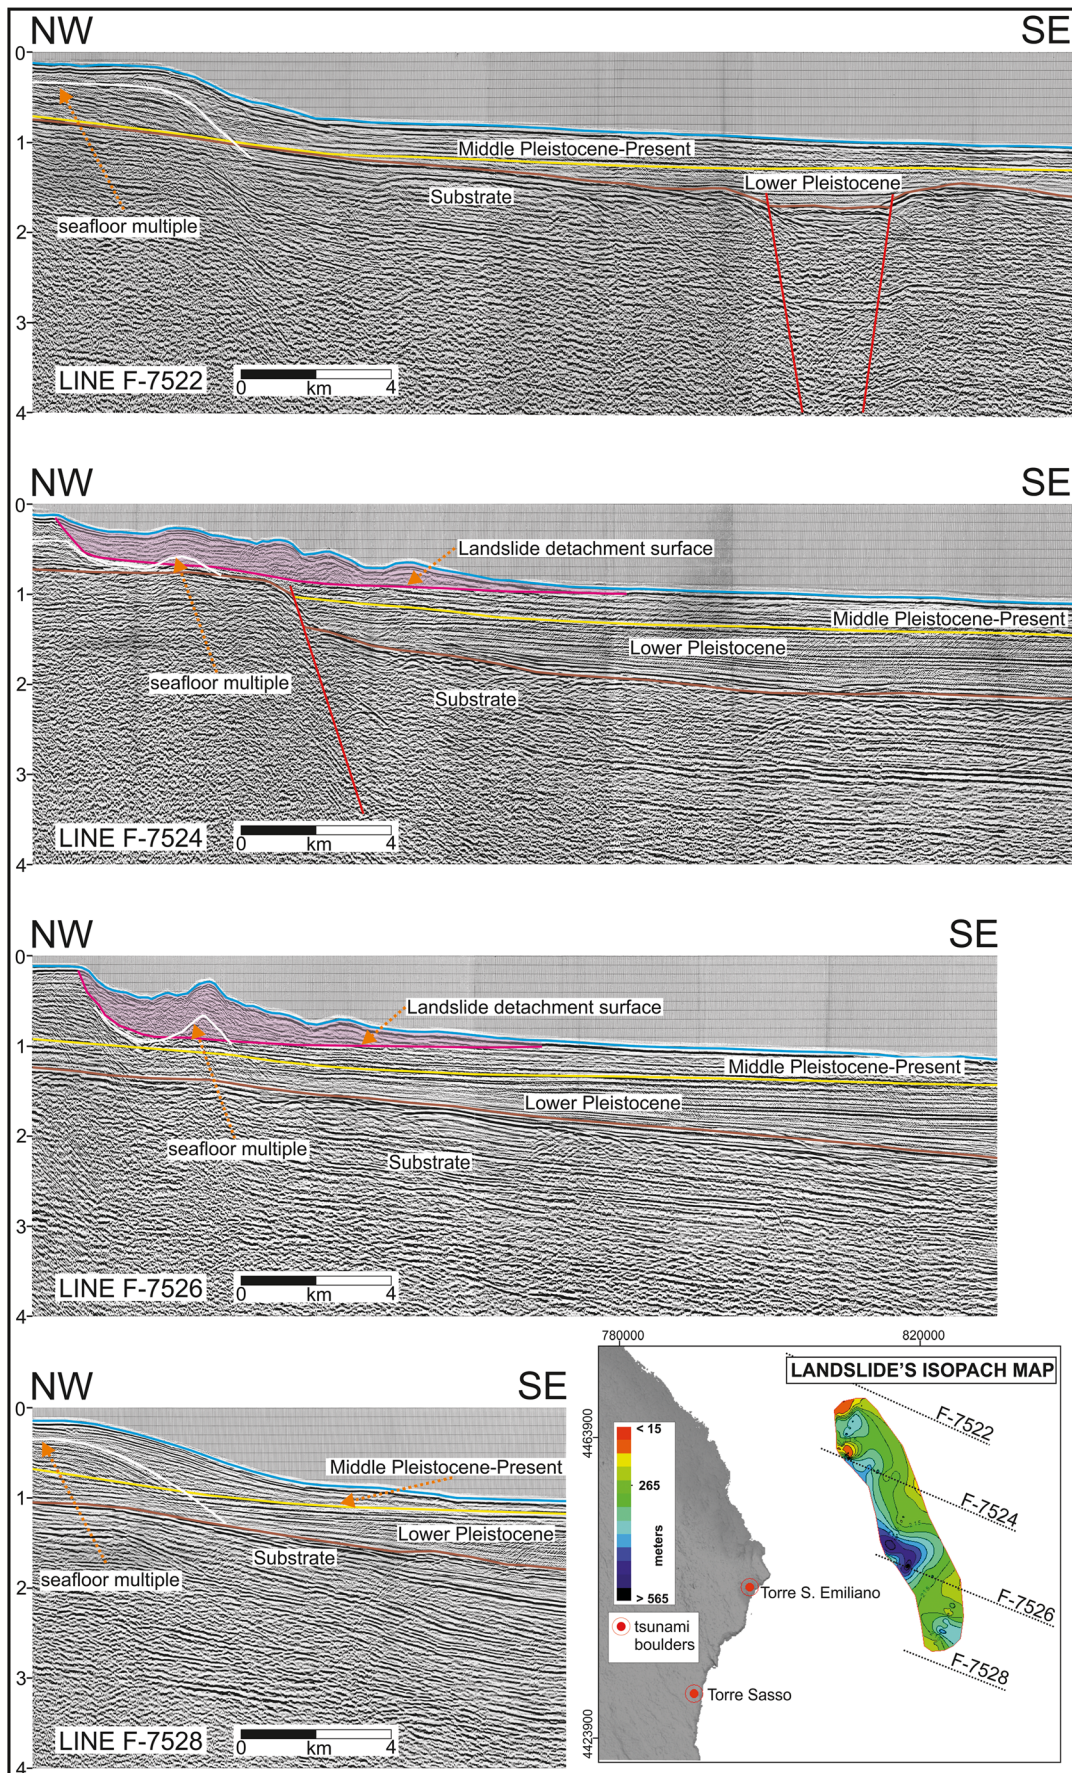 NW
SE
0
Middle Pleistocene-Present
1
Lower Pleistocene
Substrate
seafloor multiple
2
3
LINE F-7522
0 km 4
4
NW
SE
0
Landslide detachment surface
1
Middle Pleistocene-Present
Lower Pleistocene
seafloor multiple
2
Substrate
3
LINE F-7524
0 km 4
4
NW
SE
0
Landslide detachment surface
1
Middle Pleistocene-Present
Lower Pleistocene
2
seafloor multiple
Substrate
3
LINE F-7526
0 km 4
4
NW
SE
0
Middle Pleistocene-Present
1
Lower Pleistocene
Substrate
seafloor multiple
2
3
LINE F-7528
0 km 4
4
780000
820000
LANDSLIDE'S ISOPACH MAP
4463900
4423900
F-7522
F-7524
F-7526
F-7528
< 15
265
meters
> 565
tsunami
boulders
Torre S. Emiliano
Torre Sasso